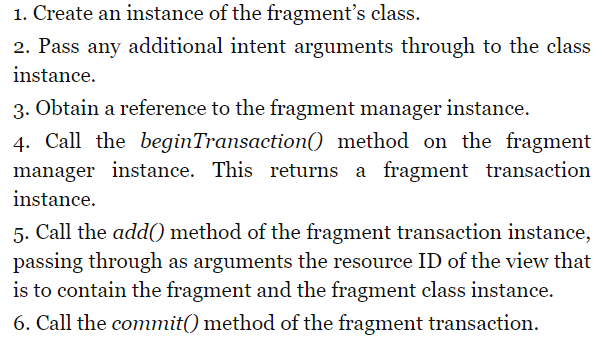 1. Create an instance of the fragment’s class.
2. Pass any additional intent arguments through to the class
instance.
3. Obtain a reference to the fragment manager instance.
4. Call the beginTransaction() method on the fragment
manager instance. This returns a fragment transaction
instance.
5. Call the add() method of the fragment transaction instance,
passing through as arguments the resource ID of the view that
is to contain the fragment and the fragment class instance.
6. Call the commit() method of the fragment transaction.